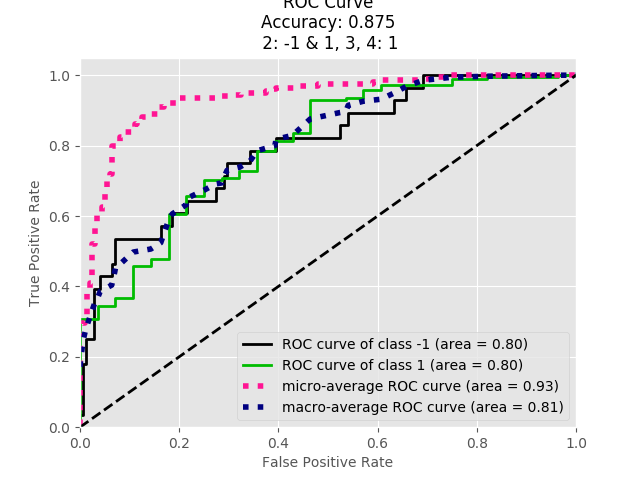 ROC Curve
Accuracy: 0.875
2: -1 & 1, 3, 4: 1
True Positive Rate
1.0
0.8
0.6
0.4
0.2
0.0
ROC curve of class -1 (area = 0.80)
ROC curve of class 1 (area = 0.80)
micro-average ROC curve (area = 0.93)
macro-average ROC curve (area = 0.81)
0.0 0.2 0.4 0.6 0.8 1.0
False Positive Rate